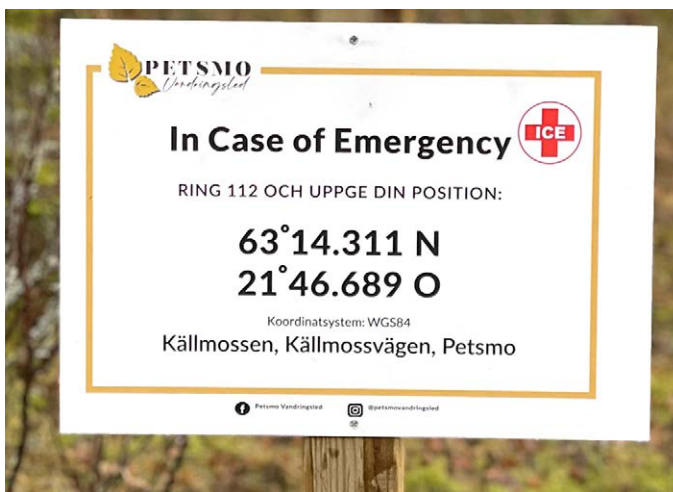 PETSMO
Vandringsled
In Case of Emergency
ICE
RING 112 OCH UPPGE DIN POSITION:
63°14.311 N
21°46.689 O
Koordinatsystem: WGS84
Källmossen, Källmossvägen, Petsmo
Petsmo Vandringsled
@petsmovandringsled